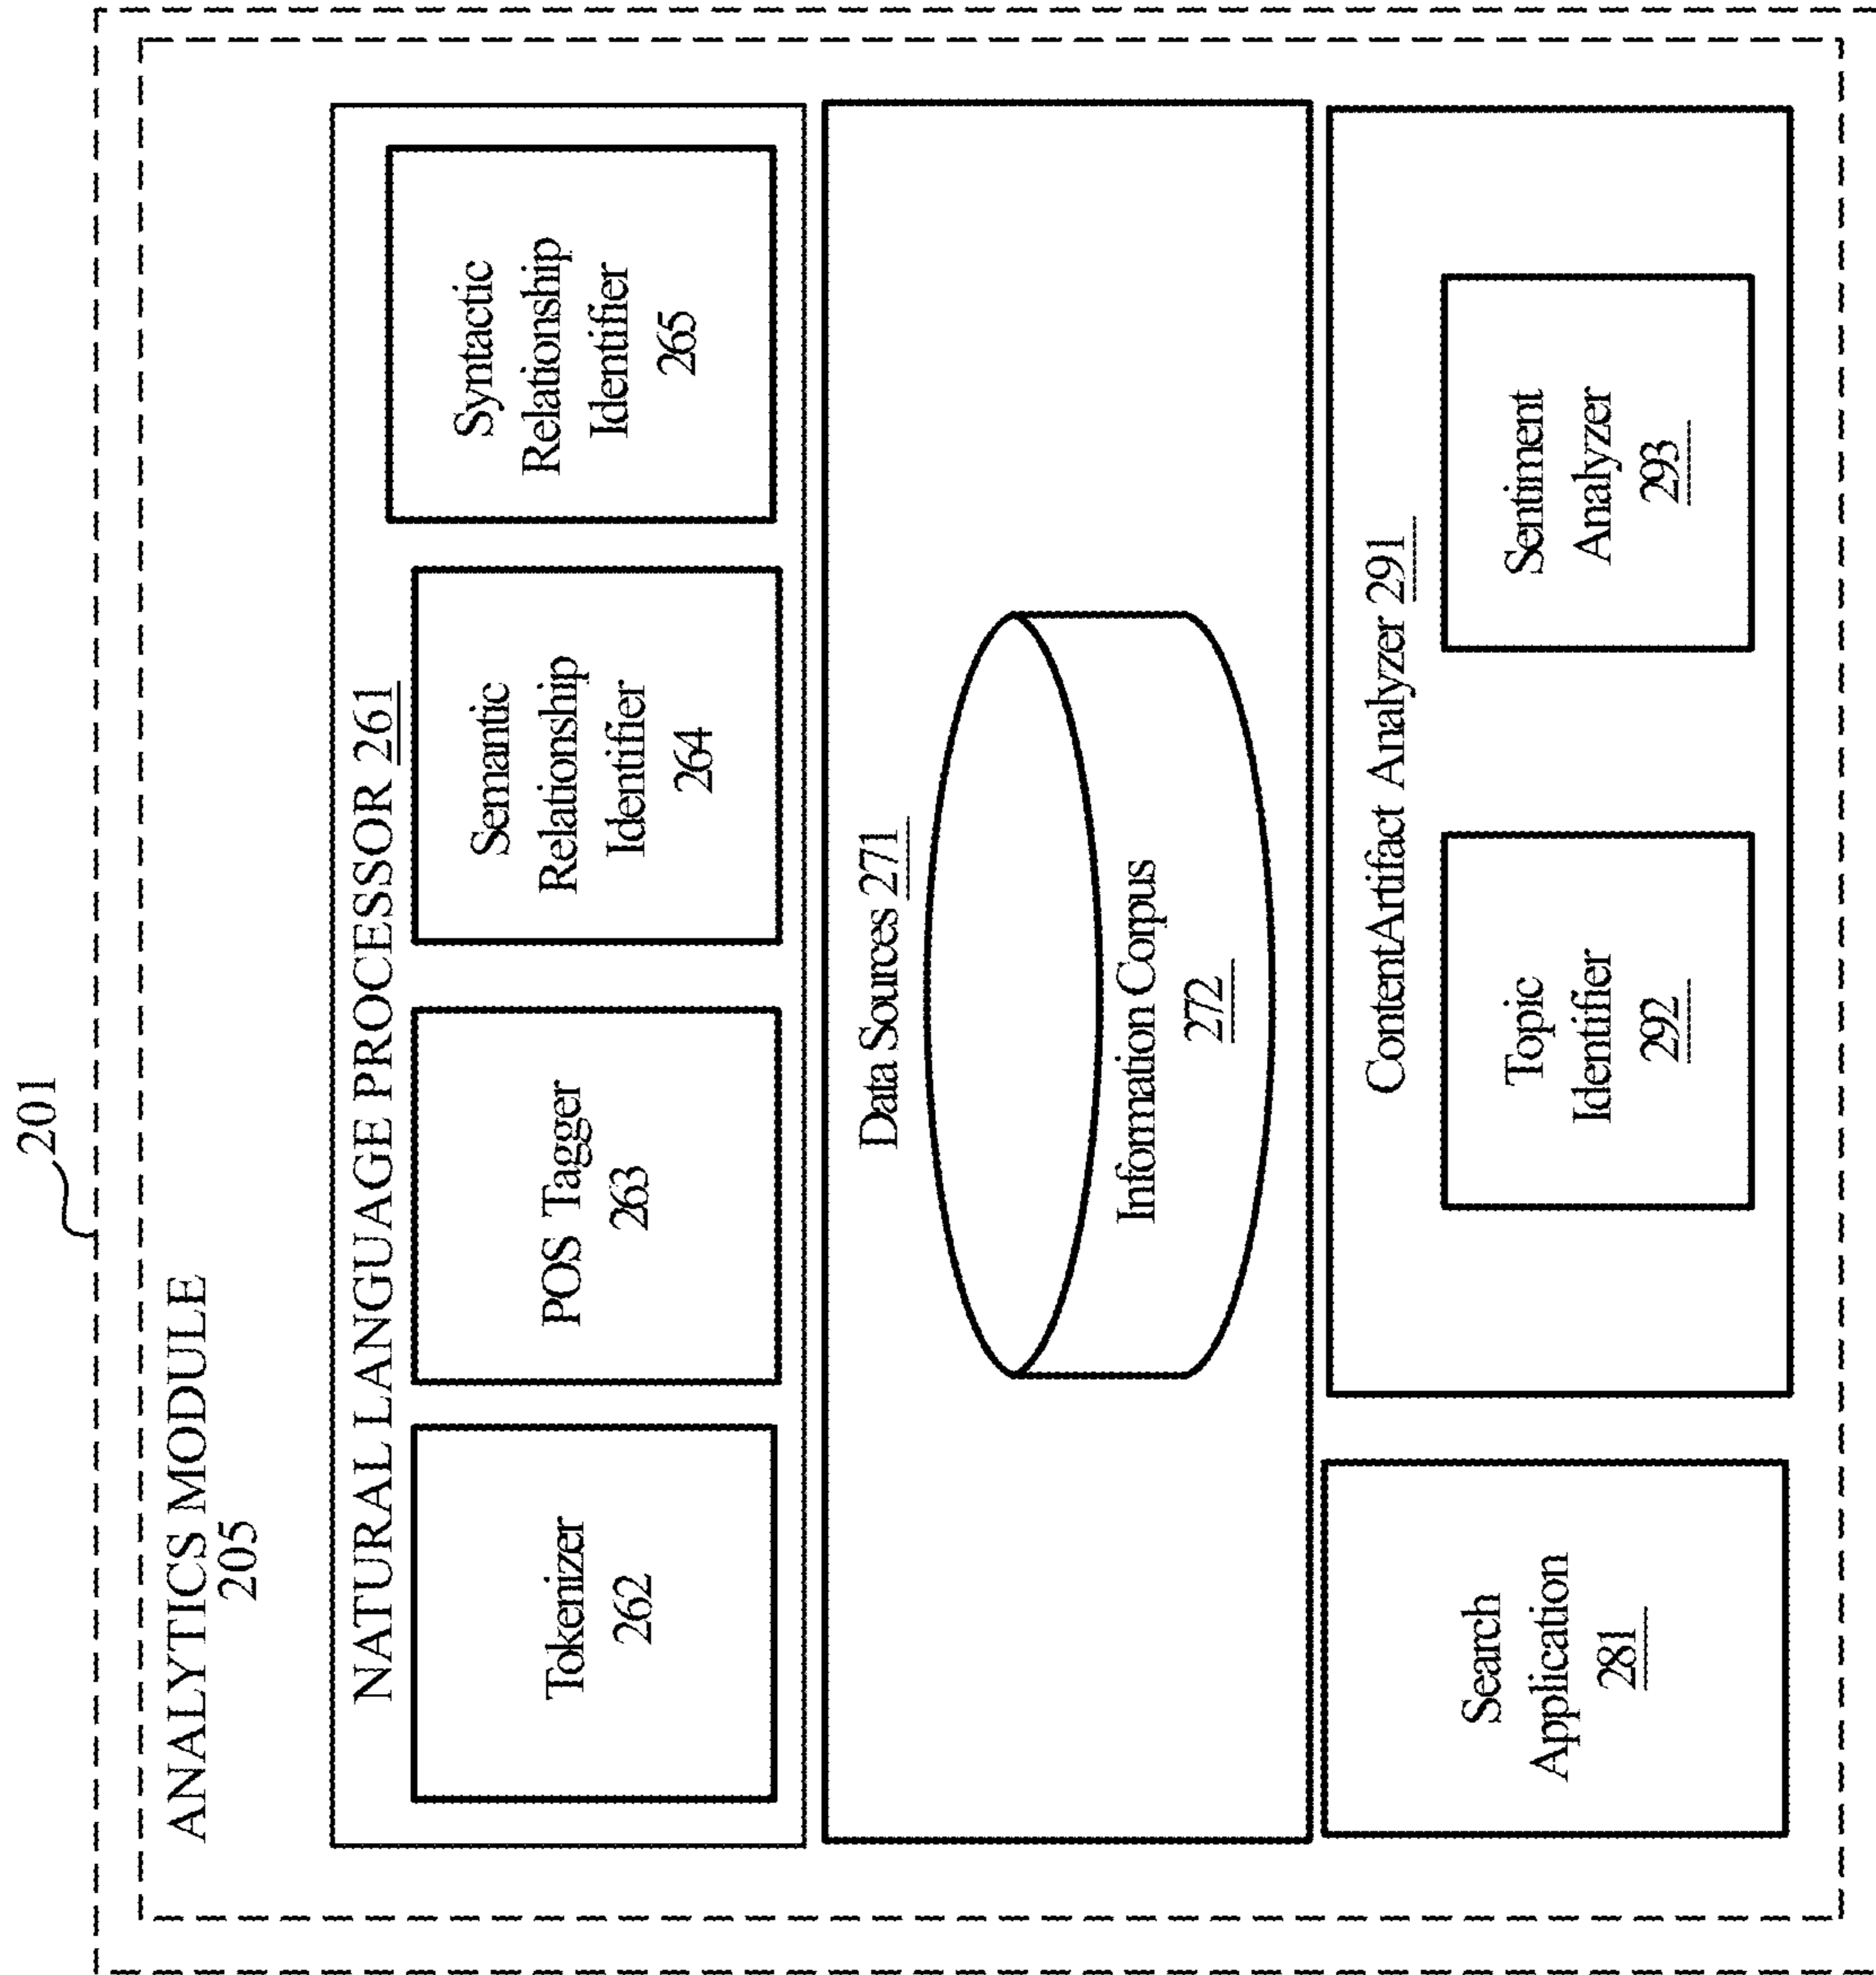 201
ANALYTICS MODULE
205
NATURAL LANGUAGE PROCESSOR 261
Tokenizer
262
POS Tagger
263
Semantic
Relationship
Identifier
264
Syntactic
Relationship
Identifier
265
Data Sources 271
Information Corpus
272
Search
Application
281
ContentArtifact Analyzer 291
Topic
Identifier
292
Sentiment
Analyzer
293